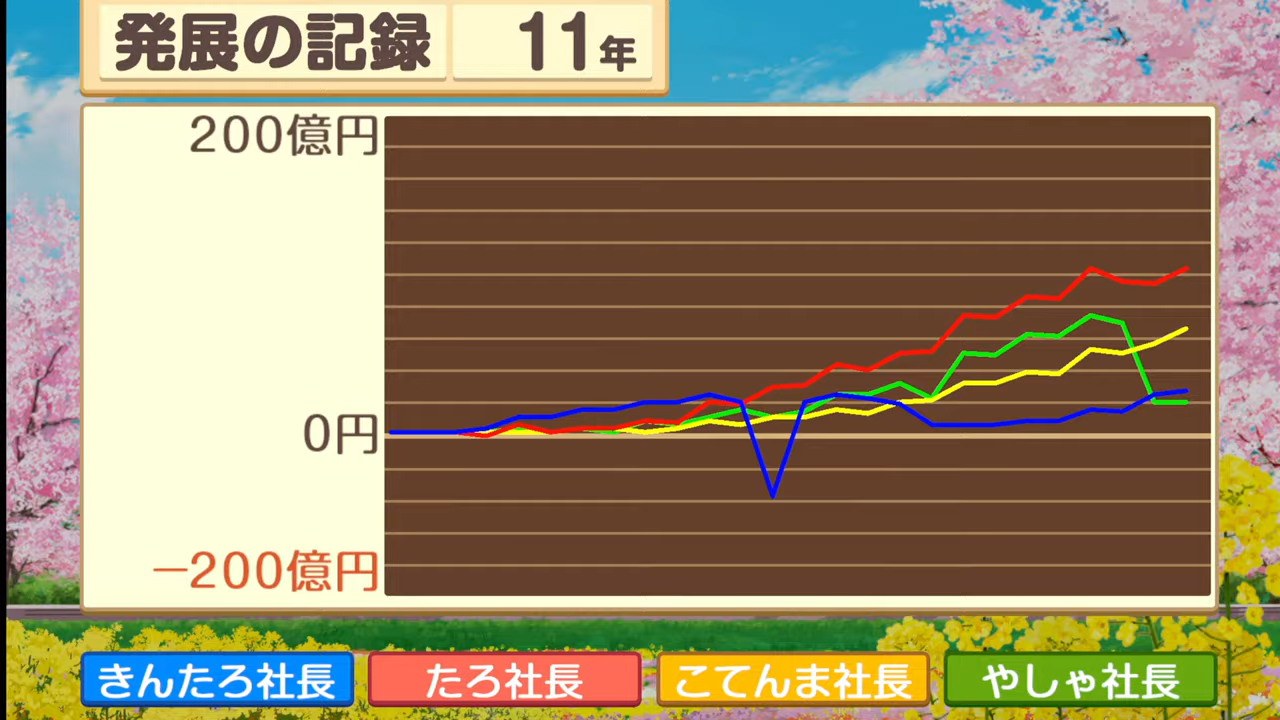 発展の記録 11年
200億円
0円
−200億円
きんたろ社長 たろ社長 こてんま社長 やしゃ社長